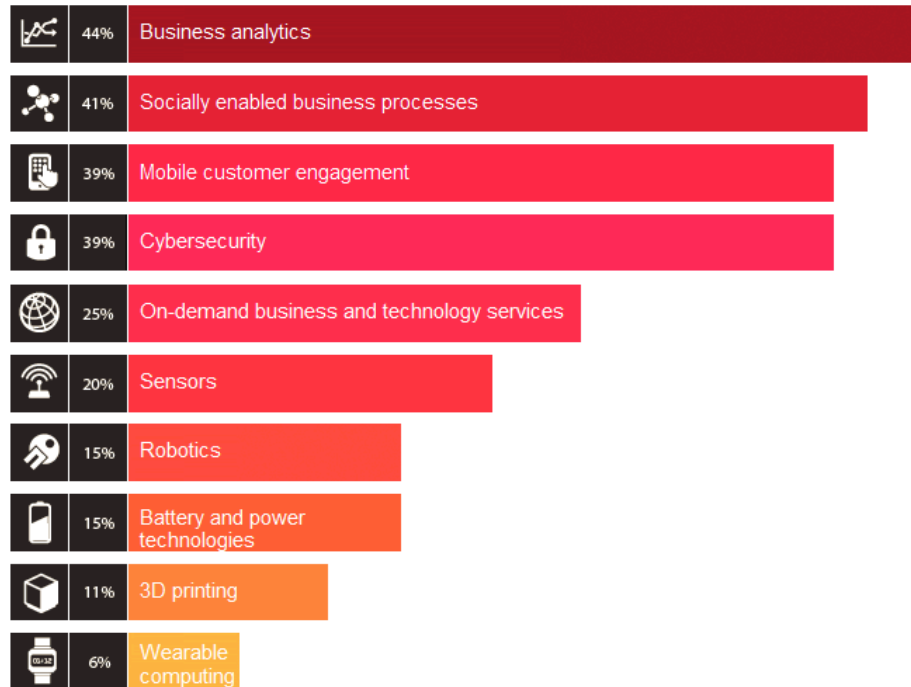 44% Business analytics
41% Socially enabled business processes
39% Mobile customer engagement
39% Cybersecurity
25% On-demand business and technology services
20% Sensors
15% Robotics
15% Battery and power
technologies
11% 3D printing
6% Wearable
computing